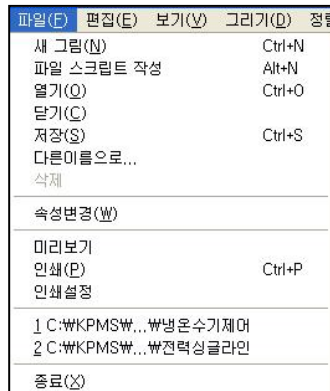 파일(F) 편집(E) 보기(V) 그리기(D) 정렬
새 그림(N) Ctrl+N
파일 스크립트 작성 Alt+N
열기(O) Ctrl+O
닫기(C)
저장(S) Ctrl+S
다른이름으로...
삭제
속성변경(W)
미리보기
인쇄(P) Ctrl+P
인쇄설정
1 C:₩KPMS₩...₩냉온수기제어
2 C:₩KPMS₩...₩전력싱글라인
종료(X)